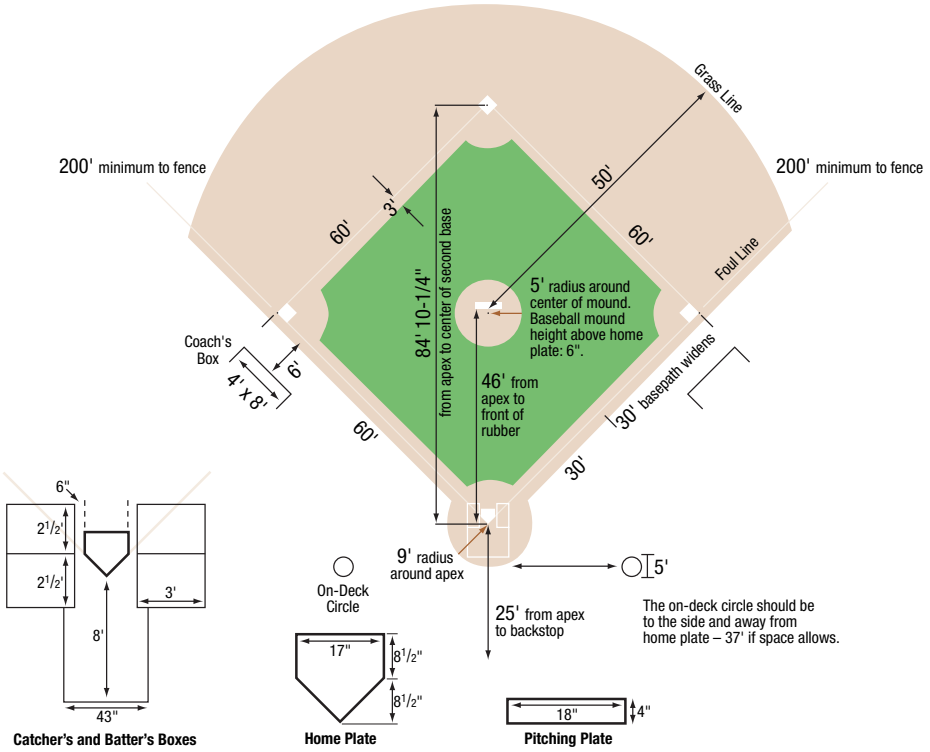 Grass Line
200' minimum to fence
200' minimum to fence
50'
3'
60'
60'
Foul Line
84' 10-1/4"
from apex to center of second base
5' radius around
center of mound.
Baseball mound
height above home
plate: 6".
Coach's
Box
6'
4' x 8'
46' from
apex to
front of
rubber
30' basepath widens
60'
30'
6"
2 1/2'
2 1/2'
3'
8'
43"
Catcher's and Batter's Boxes
9' radius
around apex
On-Deck
Circle
5'
25' from apex
to backstop
The on-deck circle should be
to the side and away from
home plate – 37' if space allows.
17"
8 1/2"
8 1/2"
Home Plate
18"
4"
Pitching Plate